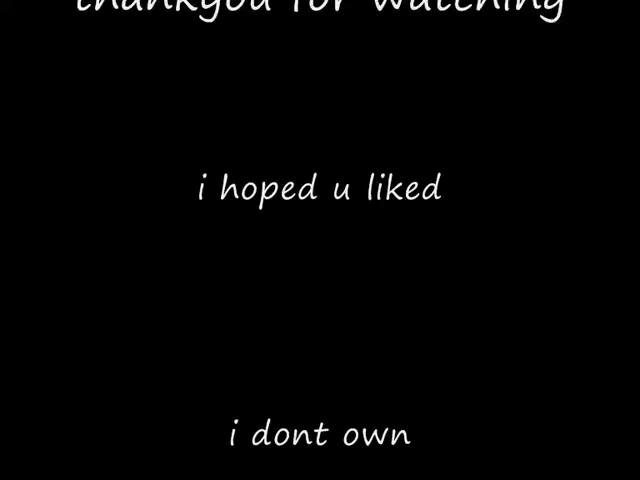 thankyou for watching
i hoped u liked
i dont own